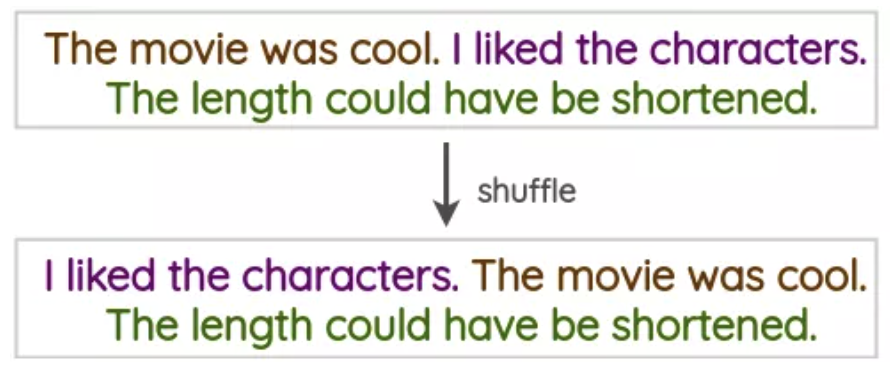 The movie was cool. I liked the characters.
The length could have be shortened.
shuffle
I liked the characters. The movie was cool.
The length could have be shortened.